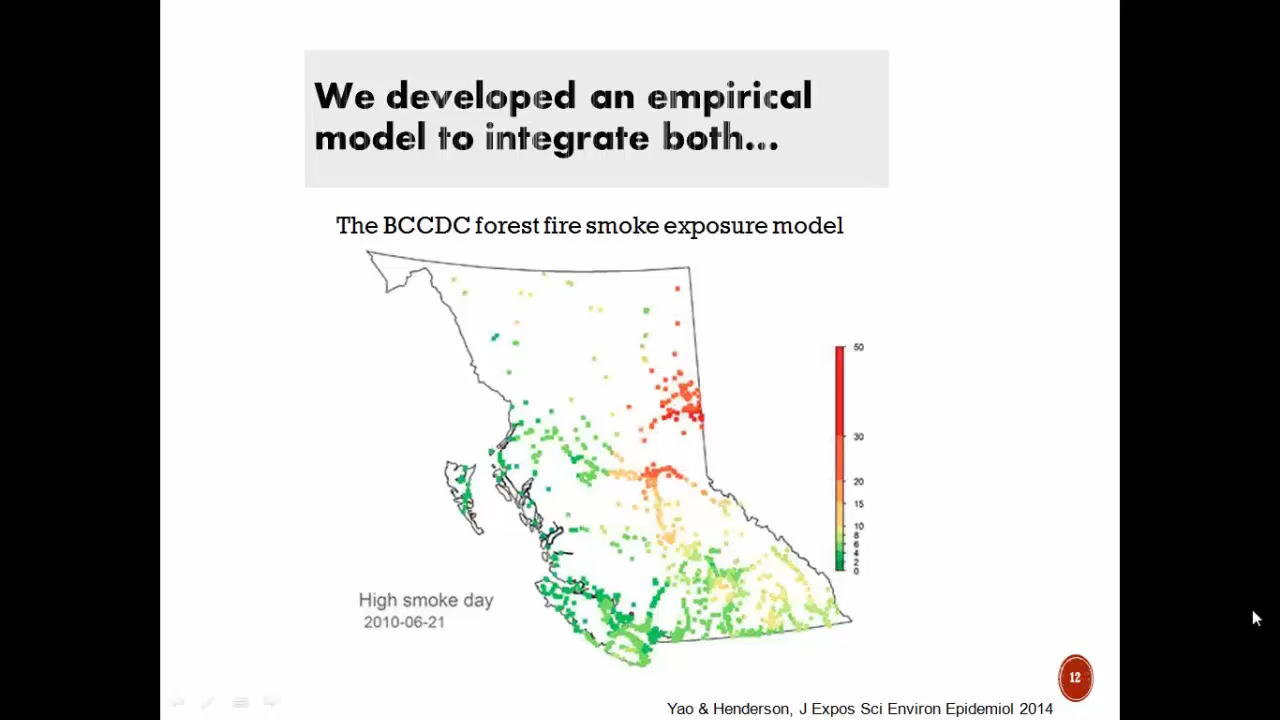 We developed an empirical
model to integrate both...
The BCCDC forest fire smoke exposure model
50
30
20
15
10
8
6
4
2
0
High smoke day
2010-06-21
12
Yao & Henderson, J Expos Sci Environ Epidemiol 2014